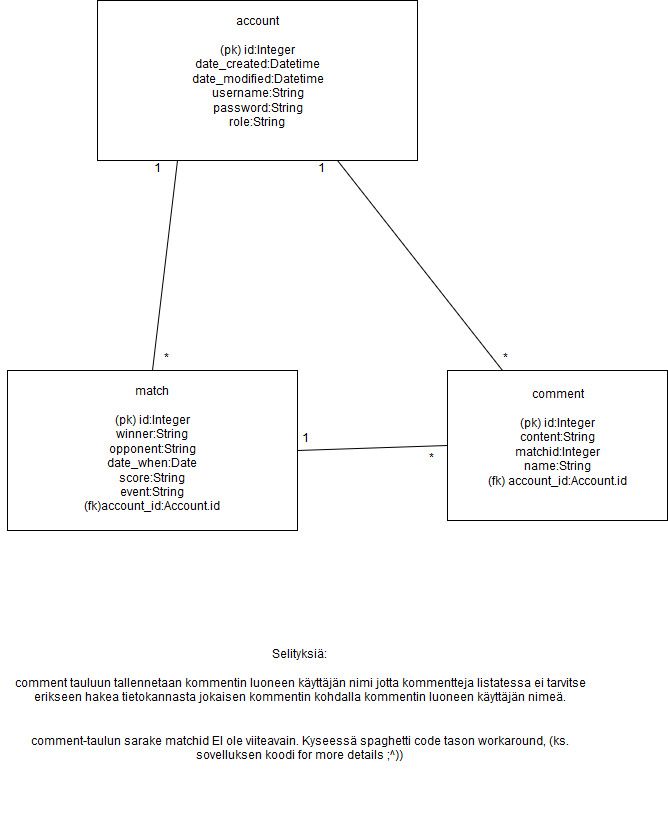 account
(pk) id:Integer
date_created:Datetime
date_modified:Datetime
username:String
password:String
role:String
1
1
*
*
match
(pk) id:Integer
winner:String
opponent:String
date_when:Date
score:String
event:String
(fk)account_id:Account.id
1
*
comment
(pk) id:Integer
content:String
matchid:Integer
name:String
(fk) account_id:Account.id
Selityksiä:
comment tauluun tallennetaan kommentin luoneen käyttäjän nimi jotta kommentteja listatessa ei tarvitse
erikseen hakea tietokannasta jokaisen kommentin kohdalla kommentin luoneen käyttäjän nimeä.
comment-taulun sarake matchid EI ole viiteavain. Kyseessä spaghetti code tason workaround, (ks.
sovelluksen koodi for more details ;^))